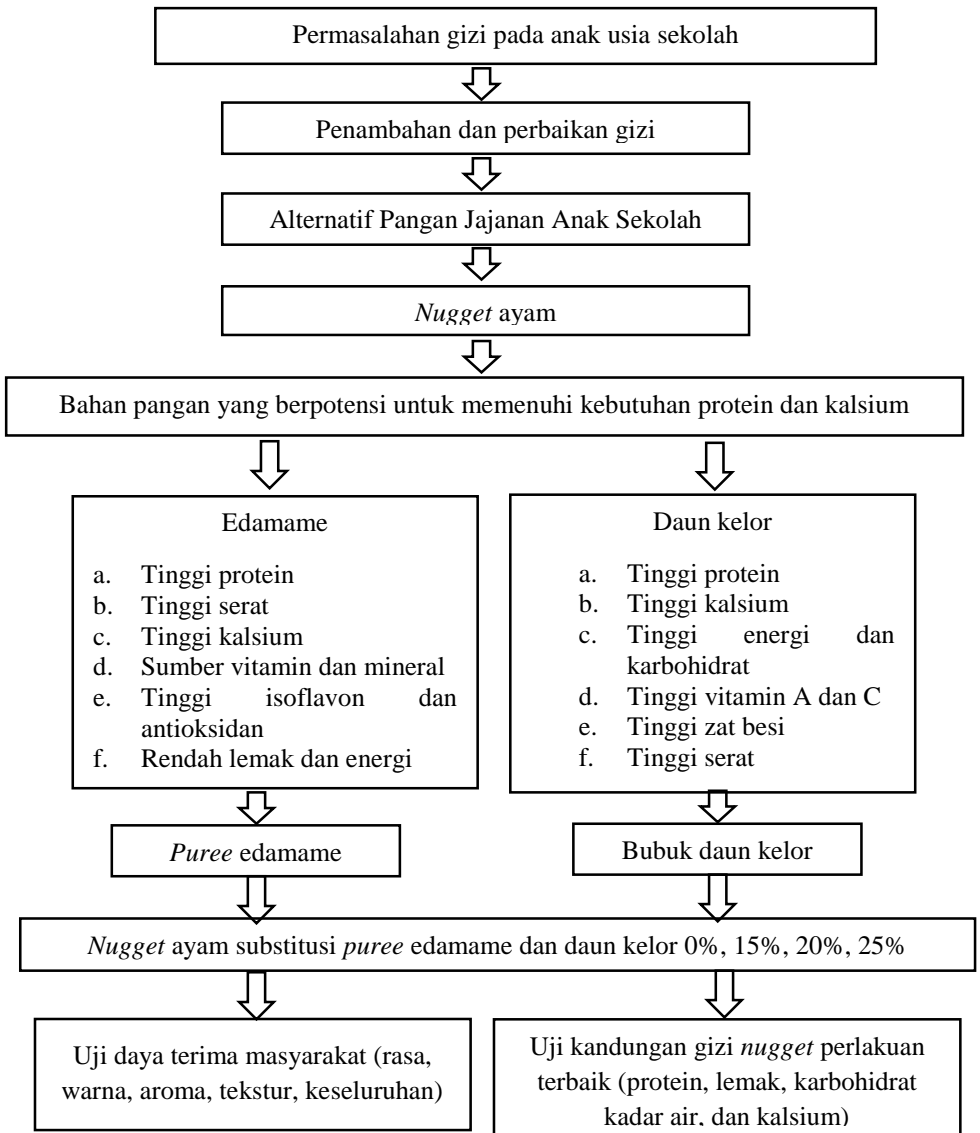 Permasalahan gizi pada anak usia sekolah
Penambahan dan perbaikan gizi
Alternatif Pangan Jajanan Anak Sekolah
Nugget ayam
Bahan pangan yang berpotensi untuk memenuhi kebutuhan protein dan kalsium
Edamame
a. Tinggi protein
b. Tinggi serat
c. Tinggi kalsium
d. Sumber vitamin dan mineral
e. Tinggi isoflavon dan
antioksidan
f. Rendah lemak dan energi
Daun kelor
a. Tinggi protein
b. Tinggi kalsium
c. Tinggi energi dan
karbohidrat
d. Tinggi vitamin A dan C
e. Tinggi zat besi
f. Tinggi serat
Puree edamame
Bubuk daun kelor
Nugget ayam substitusi puree edamame dan daun kelor 0%, 15%, 20%, 25%
Uji daya terima masyarakat (rasa,
warna, aroma, tekstur, keseluruhan)
Uji kandungan gizi nugget perlakuan
terbaik (protein, lemak, karbohidrat
kadar air, dan kalsium)